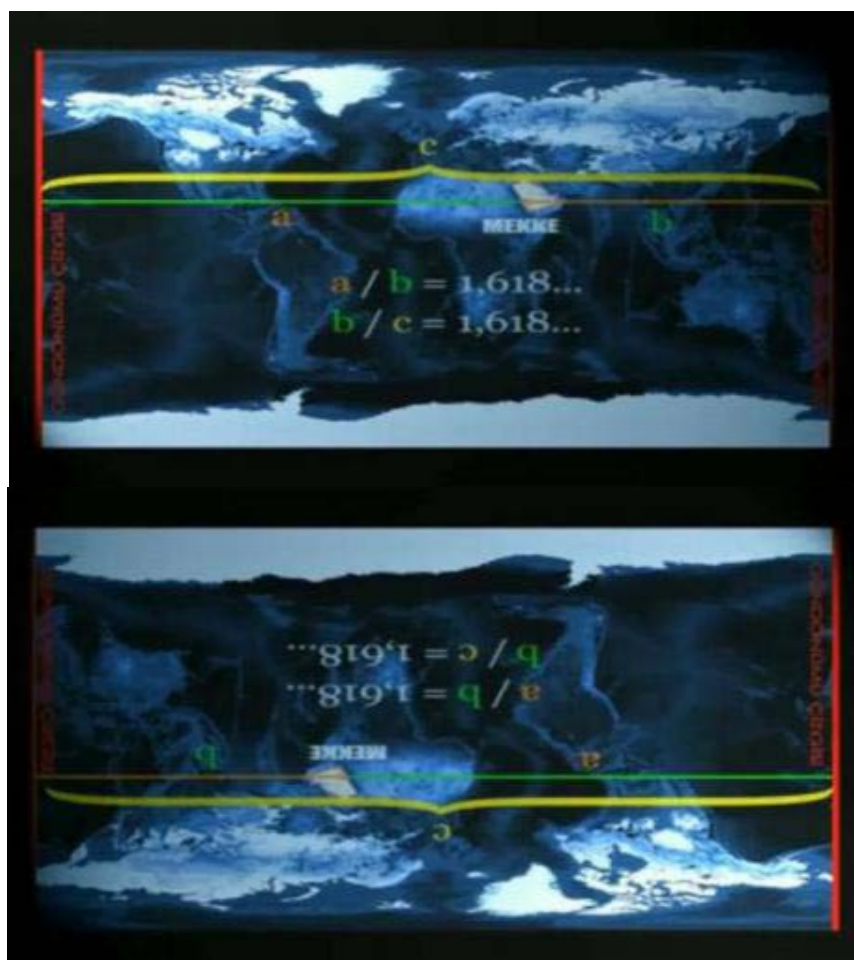 c
a
b
MEKKE
a / b = 1,618...
b / c = 1,618...
b / c = 1,618...
a / b = 1,618...
MEKKE
b
a
c